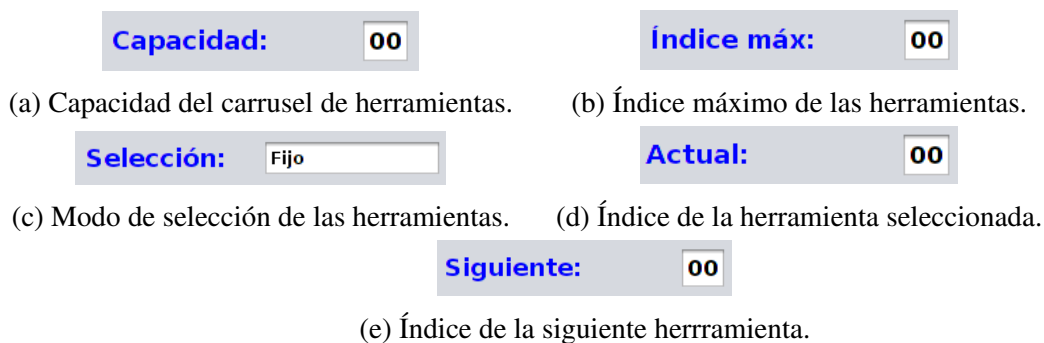 Capacidad: 00
Índice máx: 00
(a) Capacidad del carrusel de herramientas.
(b) Índice máximo de las herramientas.
Selección: Fijo
Actual: 00
(c) Modo de selección de las herramientas.
(d) Índice de la herramienta seleccionada.
Siguiente: 00
(e) Índice de la siguiente herrramienta.